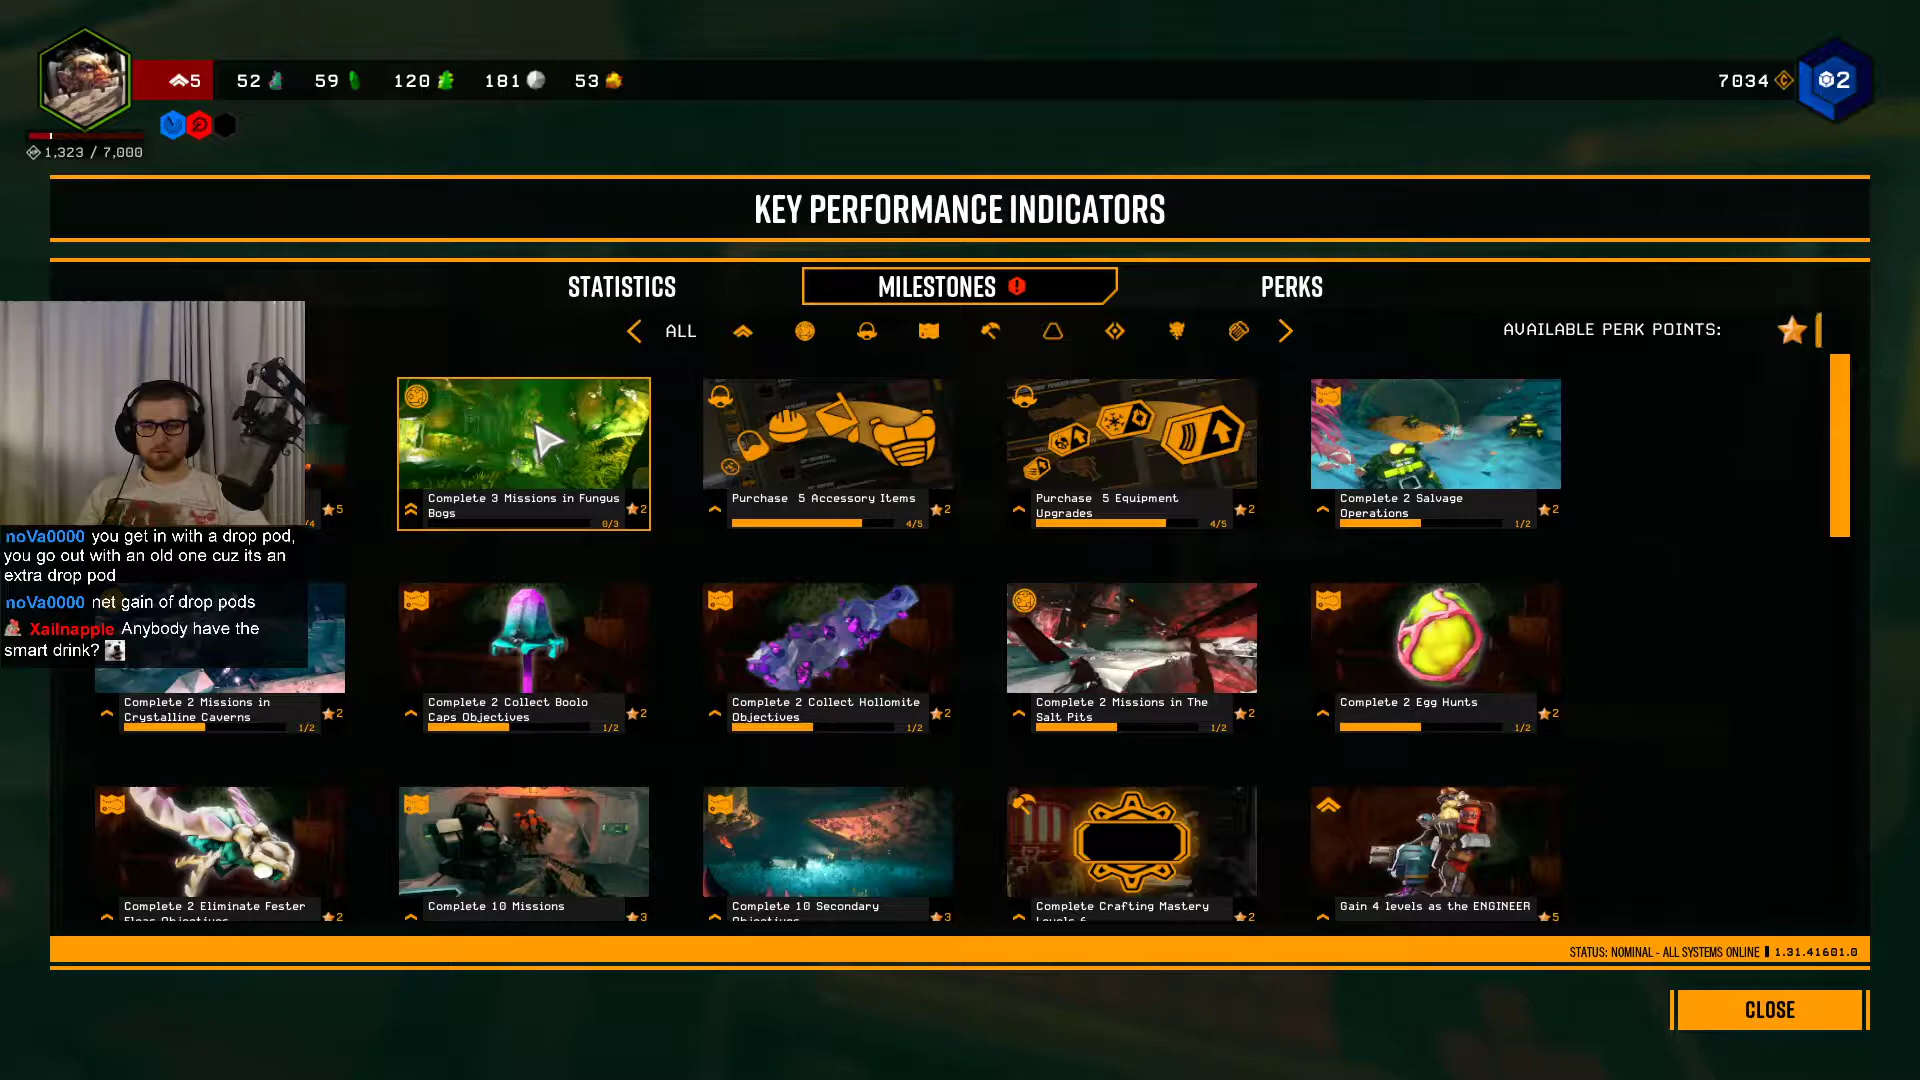 5
52
59
120
181
53
7034
2
1,323 / 7,000
KEY PERFORMANCE INDICATORS
STATISTICS
MILESTONES
PERKS
ALL
AVAILABLE PERK POINTS:
/4
5
Complete 3 Missions in Fungus
Bogs
0/3
2
Purchase 5 Accessory Items
4/5
2
Purchase 5 Equipment
Upgrades
4/5
2
Complete 2 Salvage
Operations
1/2
2
noVa0000 you get in with a drop pod,
you go out with an old one cuz its an
extra drop pod
noVa0000 net gain of drop pods
Xailnapple Anybody have the
smart drink?
Complete 2 Missions in
Crystalline Caverns
1/2
2
Complete 2 Collect Boolo
Caps Objectives
1/2
2
Complete 2 Collect Hollomite
Objectives
1/2
2
Complete 2 Missions in The
Salt Pits
1/2
2
Complete 2 Egg Hunts
1/2
2
Complete 2 Eliminate Fester
Fleas Objectives
2
Complete 10 Missions
3
Complete 10 Secondary
Objectives
3
Complete Crafting Mastery
Levels 6
2
Gain 4 levels as the ENGINEER
5
STATUS: NOMINAL - ALL SYSTEMS ONLINE 1.31.41601.0
CLOSE